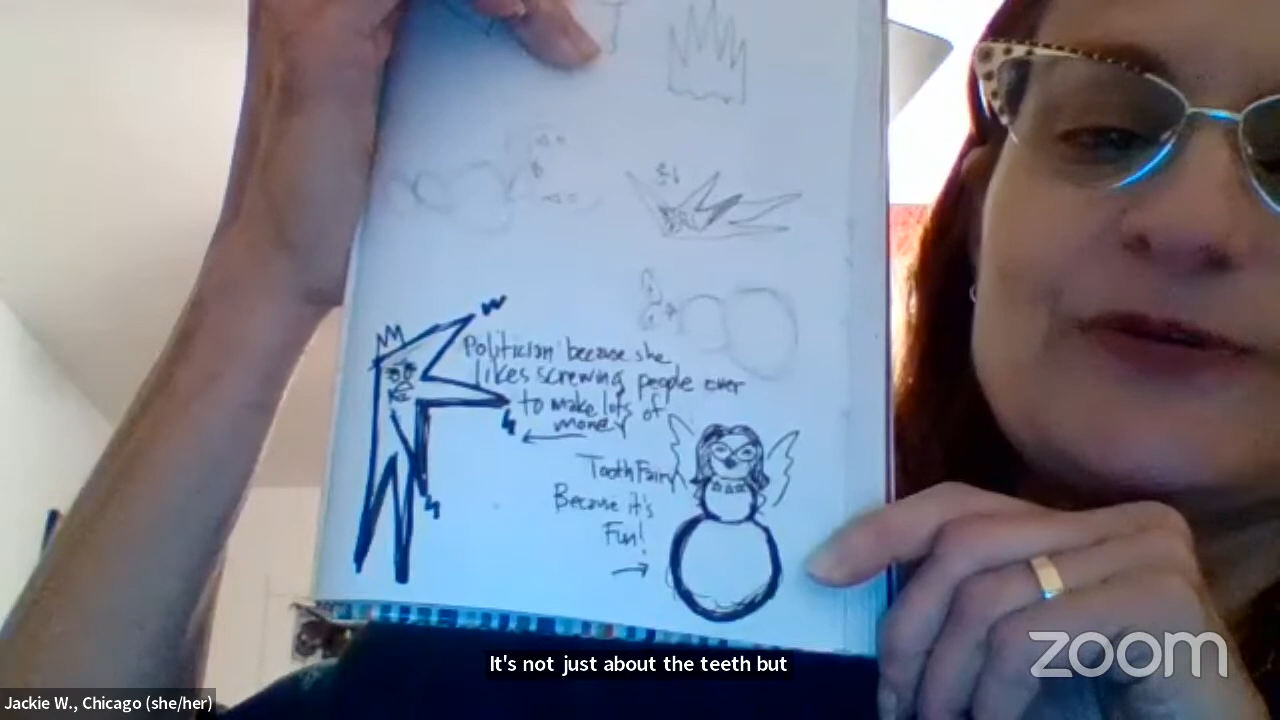 Politician because she
likes screwing people over
to make lots of
money
Tooth Fairy
Because it's
Fun!
It's not just about the teeth but
zoom
Jackie W., Chicago (she/her)